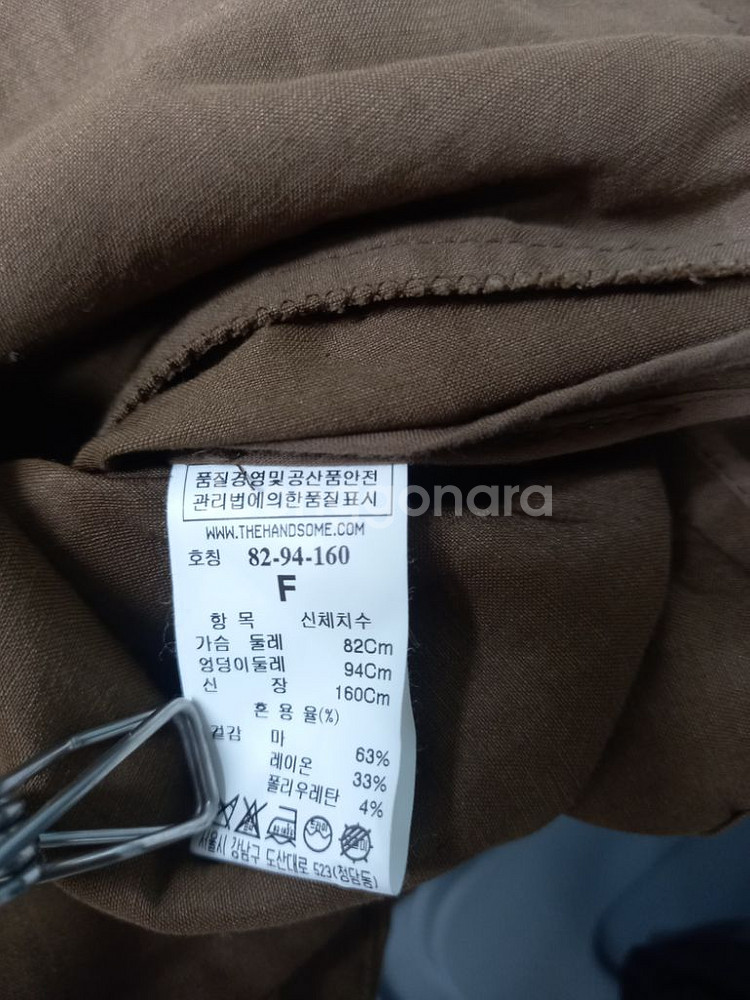 품질경영및공산품안전
관리법에의한품질표시
WWW.THEHANDSOME.COM
호칭 82-94-160
F
항 목 신체치수
가슴 둘레 82Cm
엉덩이둘레 94Cm
신 장 160Cm
혼 용 율(%)
겉감 마 63%
레이온 33%
폴리우레탄 4%
드라이
서울시 강남구 도산대로 523(청담동)